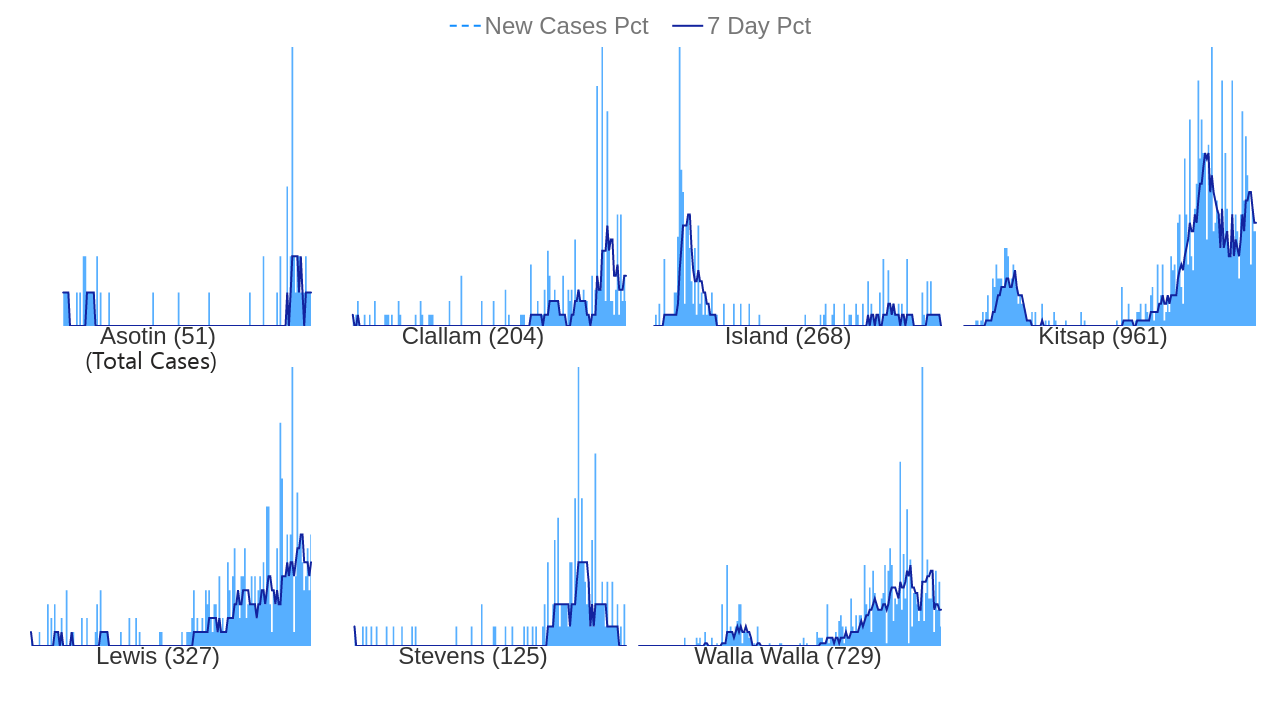 New Cases Pct 7 Day Pct
Asotin (51)
(Total Cases)
Clallam (204)
Island (268)
Kitsap (961)
Lewis (327)
Stevens (125)
Walla Walla (729)